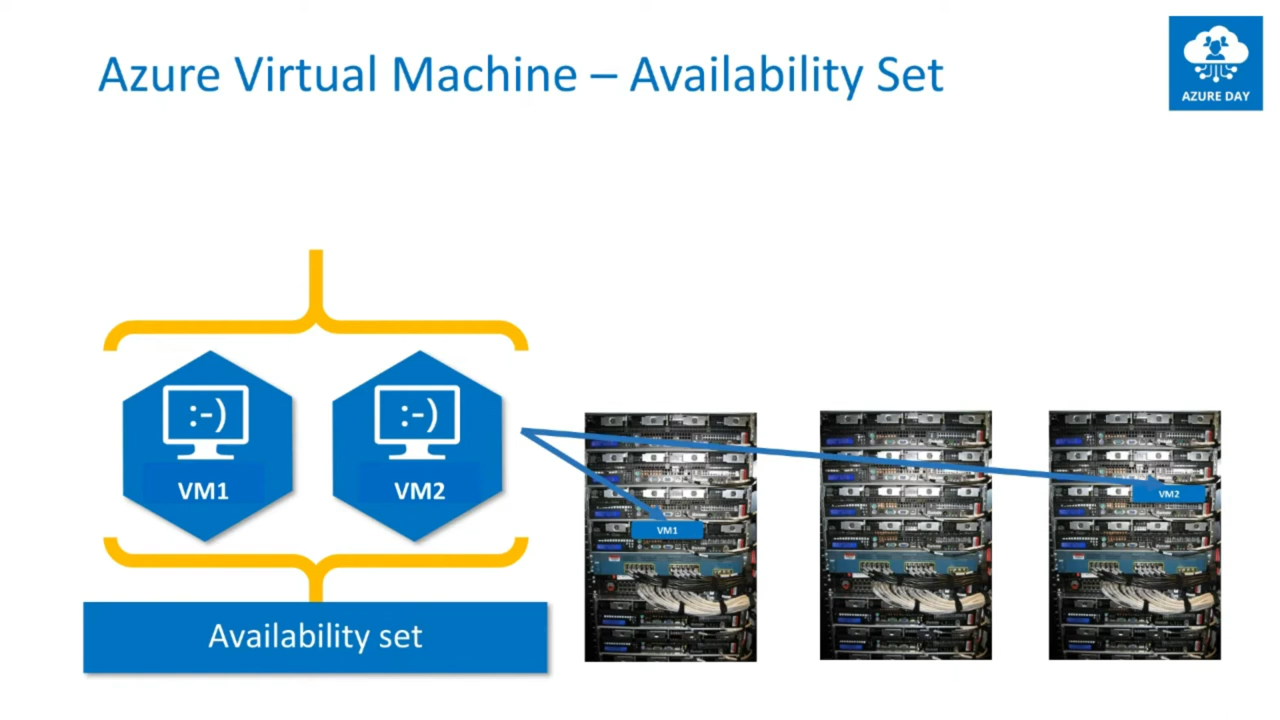 Azure Virtual Machine – Availability Set
AZURE DAY
:-)
:-)
VM1
VM2
VM1
VM2
Availability set